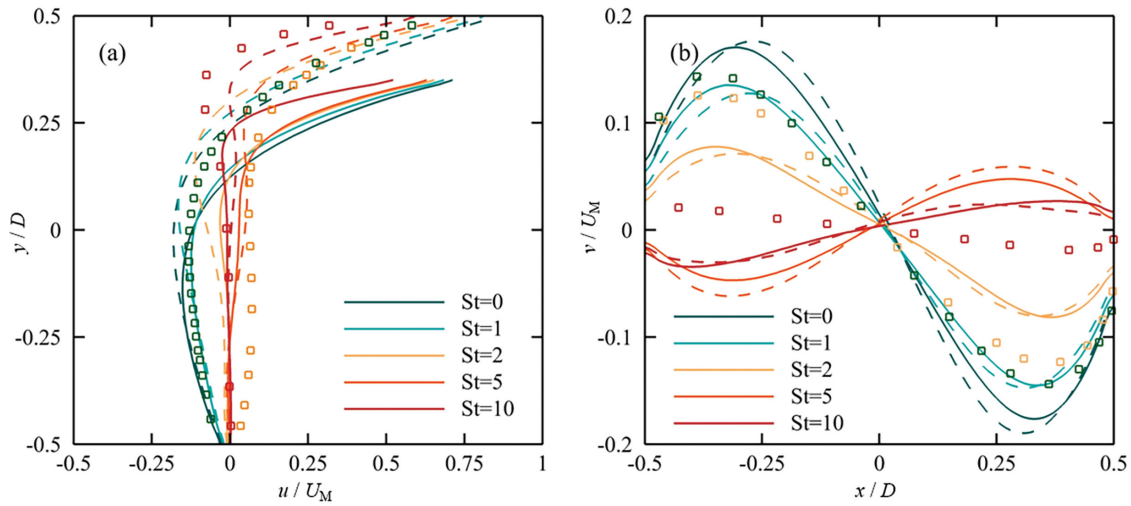 (a)
0.5
0.25
0
-0.25
-0.5
y / D
St=0
St=1
St=2
St=5
St=10
-0.5 -0.25 0 0.25 0.5 0.75 1
u / U_M
(b)
0.2
0.1
0
-0.1
-0.2
v / U_M
St=0
St=1
St=2
St=5
St=10
-0.5 -0.25 0 0.25 0.5
x / D